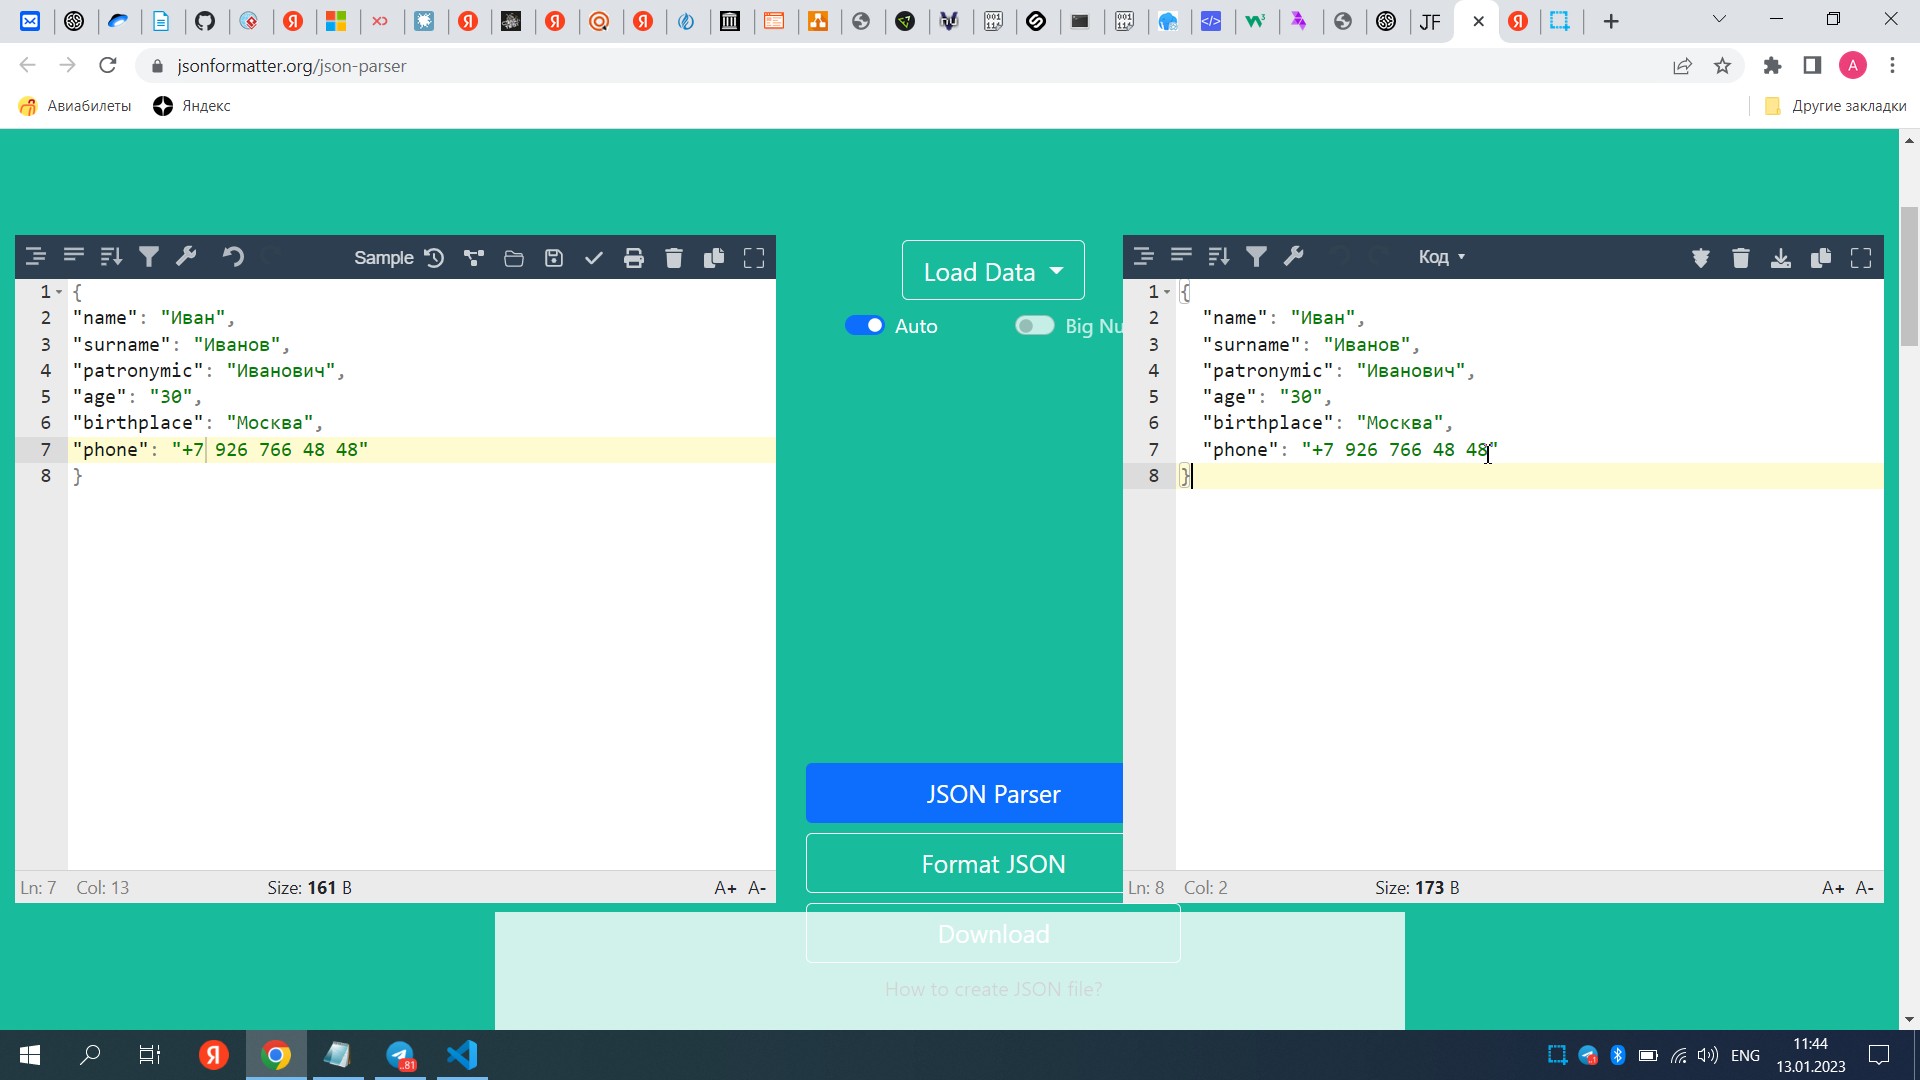 JF
jsonformatter.org/json-parser
A
Авиабилеты
Яндекс
Другие закладки
Sample
1 {
2 "name": "Иван",
3 "surname": "Иванов",
4 "patronymic": "Иванович",
5 "age": "30",
6 "birthplace": "Москва",
7 "phone": "+7 926 766 48 48"
8 }
Ln: 7 Col: 13 Size: 161 B A+ A-
Load Data
Auto Big Nu
JSON Parser
Format JSON
Download
How to create JSON file?
Код
1 {
2 "name": "Иван",
3 "surname": "Иванов",
4 "patronymic": "Иванович",
5 "age": "30",
6 "birthplace": "Москва",
7 "phone": "+7 926 766 48 48"
8 }
Ln: 8 Col: 2 Size: 173 B A+ A-
81
ENG
11:44
13.01.2023